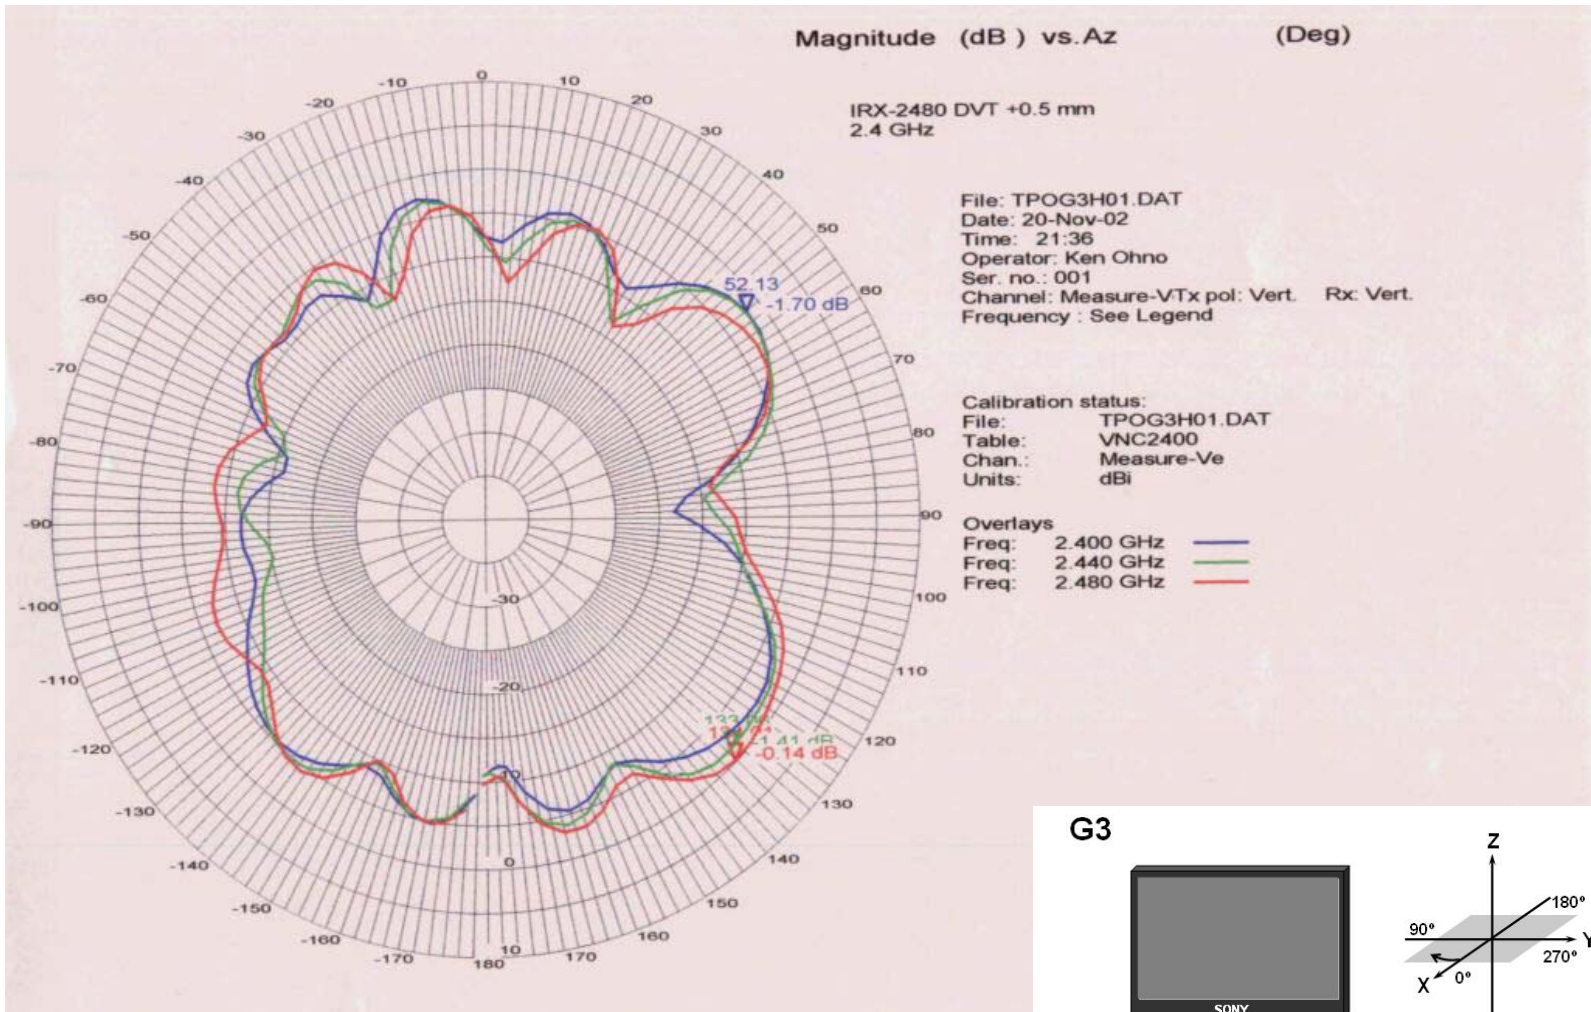 Magnitude (dB ) vs.Az (Deg)
IRX-2480 DVT +0.5 mm
2.4 GHz
File: TPOG3H01.DAT
Date: 20-Nov-02
Time: 21:36
Operator: Ken Ohno
Ser. no.: 001
Channel: Measure-VTx pol: Vert. Rx: Vert.
Frequency : See Legend
Calibration status:
File: TPOG3H01.DAT
Table: VNC2400
Chan.: Measure-Ve
Units: dBi
Overlays
Freq: 2.400 GHz
Freq: 2.440 GHz
Freq: 2.480 GHz
0
10
20
30
40
50
60
70
80
90
100
110
120
130
140
150
160
170
180
-170
-160
-150
-140
-130
-120
-110
-100
-90
-80
-70
-60
-50
-40
-30
-20
-10
52.13
-1.70 dB
-1.41 dB
-0.14 dB
-30
-20
-10
0
10
G3
SONY
Z
180°
90°
Y
270°
X
0°